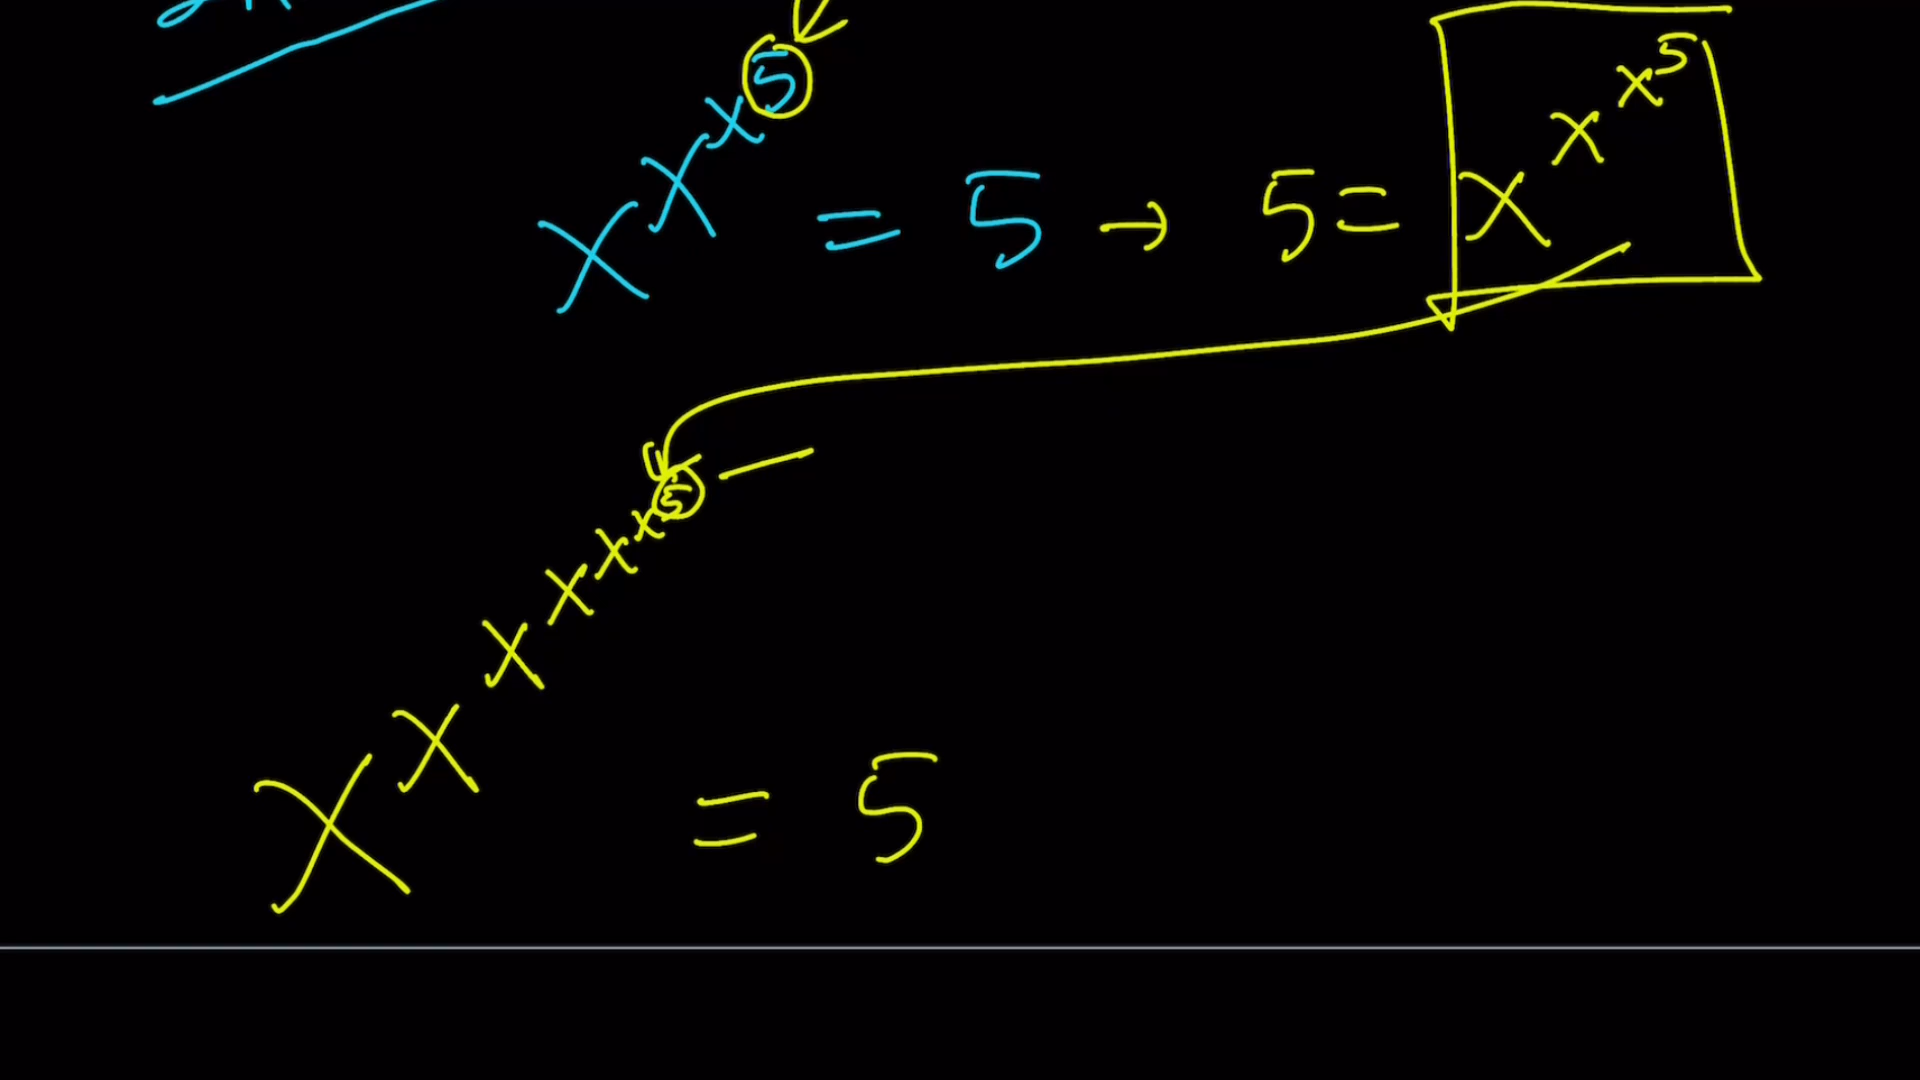 x^x^x^5 = 5 → 5 = x^x^x^5
x^x^x^x^x^x^5 = 5